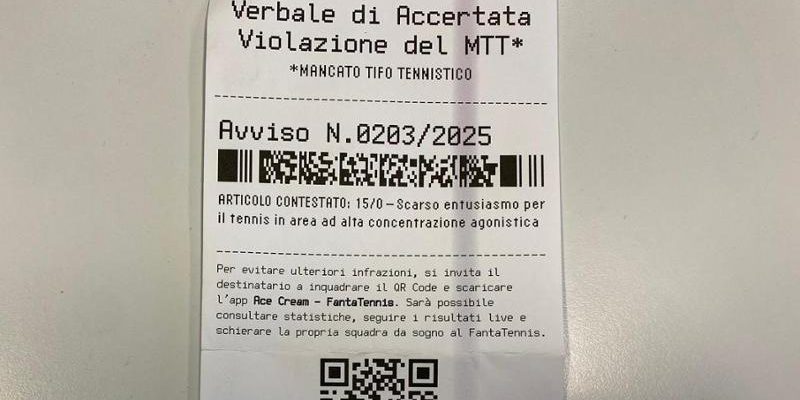 Verbale di Accertata
Violazione del MTT*
*MANCATO TIFO TENNISTICO
Avviso N.0203/2025
ARTICOLO CONTESTATO: 15/0 – Scarso entusiasmo per
il tennis in area ad alta concentrazione agonistica
Per evitare ulteriori infrazioni, si invita il
destinatario a inquadrare il QR Code e scaricare
l'app Ace Cream – FantaTennis. Sarà possibile
consultare statistiche, seguire i risultati live e
schierare la propria squadra da sogno al FantaTennis.